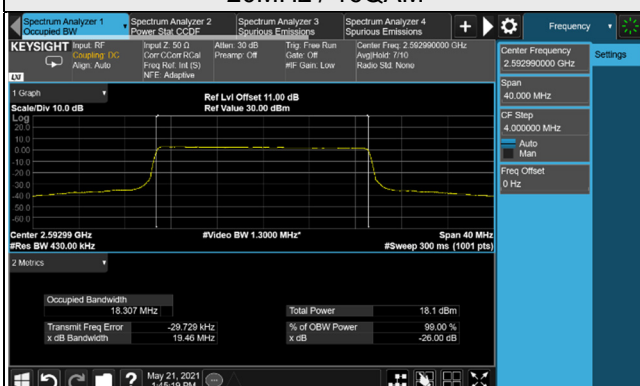 20MHz / 16QAM
Spectrum Analyzer 1
Occupied BW
Spectrum Analyzer 2
Power Stat CCDF
Spectrum Analyzer 3
Spurious Emissions
Spectrum Analyzer 4
Spurious Emissions
+
Frequency
KEYSIGHT
Input: RF
Coupling: DC
Align: Auto
LXI
Input Z: 50 Ω
Corr CCorr RCal
Freq Ref: Int (S)
NFE: Adaptive
Atten: 30 dB
Preamp: Off
Trig: Free Run
Gate: Off
#IF Gain: Low
Center Freq: 2.592990000 GHz
Avg|Hold: 7/10
Radio Std: None
Center Frequency
2.592990000 GHz
Settings
Span
40.000 MHz
CF Step
4.000000 MHz
Auto
Man
Freq Offset
0 Hz
1 Graph
Scale/Div 10.0 dB
Ref Lvl Offset 11.00 dB
Ref Value 30.00 dBm
Log
20.0
10.0
0.00
-10.0
-20.0
-30.0
-40.0
-50.0
-60.0
Center 2.59299 GHz
#Res BW 430.00 kHz
#Video BW 1.3000 MHz*
Span 40 MHz
#Sweep 300 ms (1001 pts)
2 Metrics
Occupied Bandwidth
18.307 MHz
Total Power
18.1 dBm
Transmit Freq Error
-29.729 kHz
% of OBW Power
99.00 %
x dB Bandwidth
19.46 MHz
x dB
-26.00 dB
?
May 21, 2021
1:45:19 PM